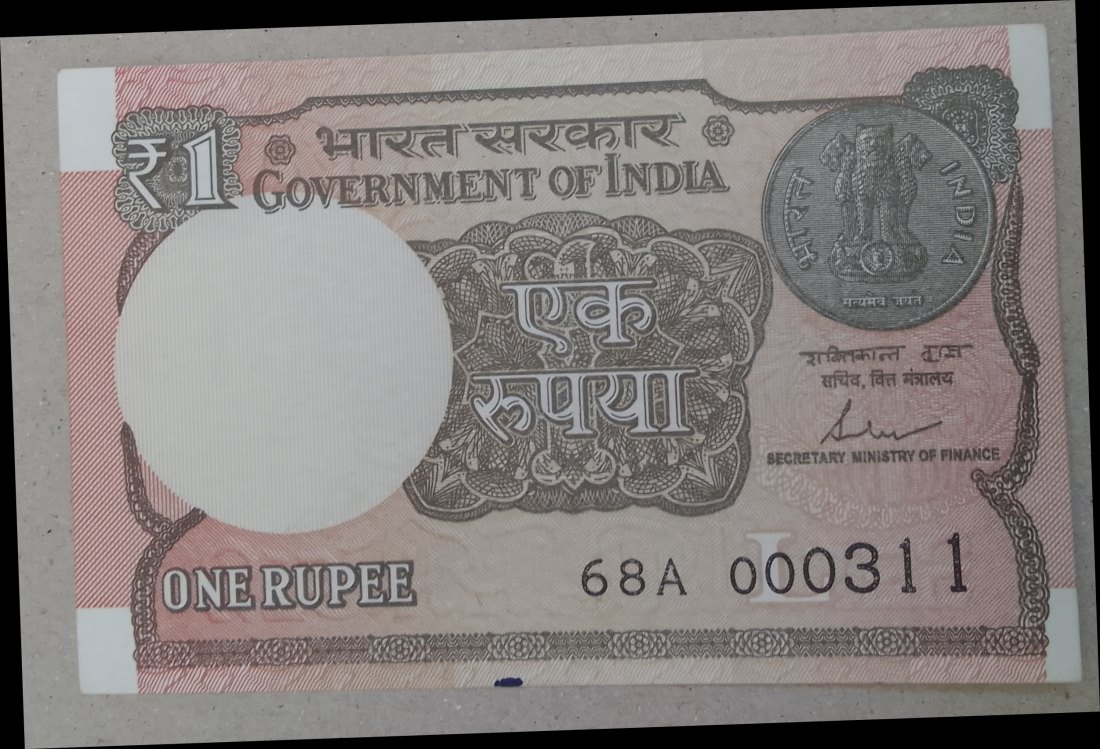 ₹1
भारत सरकार
GOVERNMENT OF INDIA
भारत
INDIA
सत्यमेव जयते
एक
रुपया
शक्तिकान्त दास
सचिव, वित्त मंत्रालय
SECRETARY MINISTRY OF FINANCE
L
ONE RUPEE
68A 000311